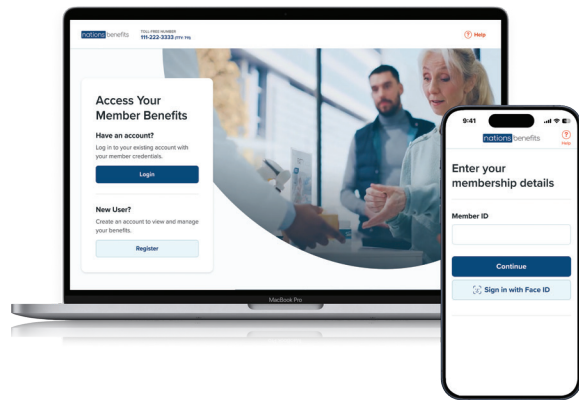 nations benefits
TOLL-FREE NUMBER
111-222-3333 (TTY: 711)
Help
Access Your
Member Benefits
Have an account?
Log in to your existing account with
your member credentials.
Login
New User?
Create an account to view and manage
your benefits.
Register
MacBook Pro
9:41
nations benefits
Help
Enter your
membership details
Member ID
Continue
Sign in with Face ID